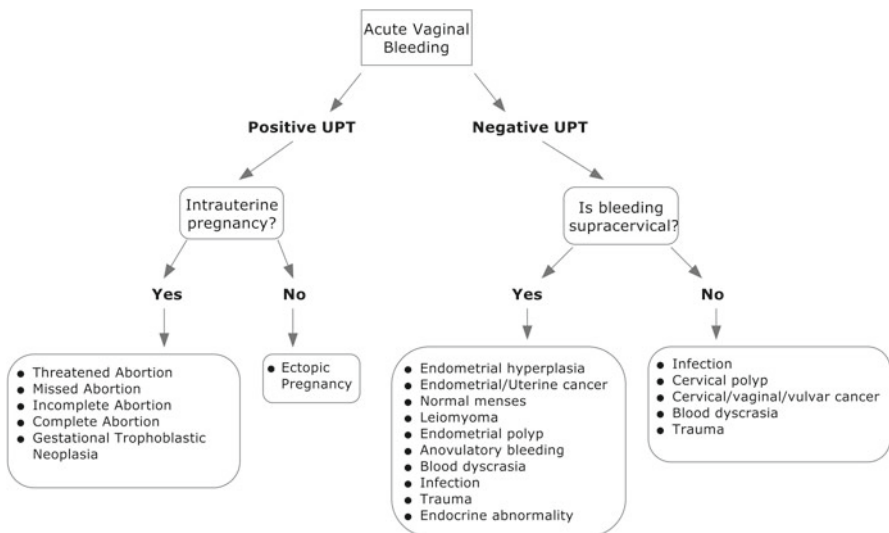 Acute Vaginal
Bleeding
Positive UPT
Negative UPT
Intrauterine
pregnancy?
Is bleeding
supracervical?
Yes
No
Yes
No
● Threatened Abortion
● Missed Abortion
● Incomplete Abortion
● Complete Abortion
● Gestational Trophoblastic
Neoplasia
● Ectopic
Pregnancy
● Endometrial hyperplasia
● Endometrial/Uterine cancer
● Normal menses
● Leiomyoma
● Endometrial polyp
● Anovulatory bleeding
● Blood dyscrasia
● Infection
● Trauma
● Endocrine abnormality
● Infection
● Cervical polyp
● Cervical/vaginal/vulvar cancer
● Blood dyscrasia
● Trauma